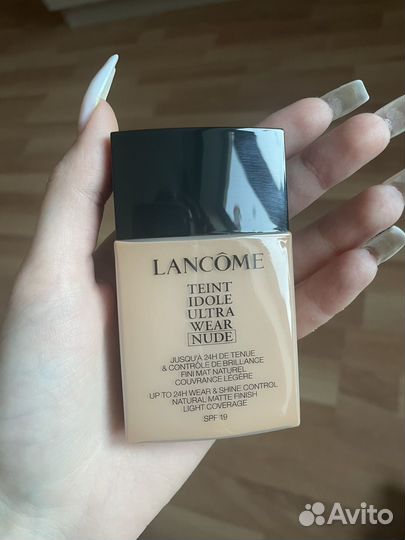 LANCÔME
TEINT
IDOLE
ULTRA
WEAR
NUDE
JUSQU'À 24H DE TENUE
& CONTRÔLE DE BRILLANCE
FINI MAT NATUREL
COUVRANCE LÉGÈRE
UP TO 24H WEAR & SHINE CONTROL
NATURAL MATTE FINISH
LIGHT COVERAGE
SPF 19
Avito